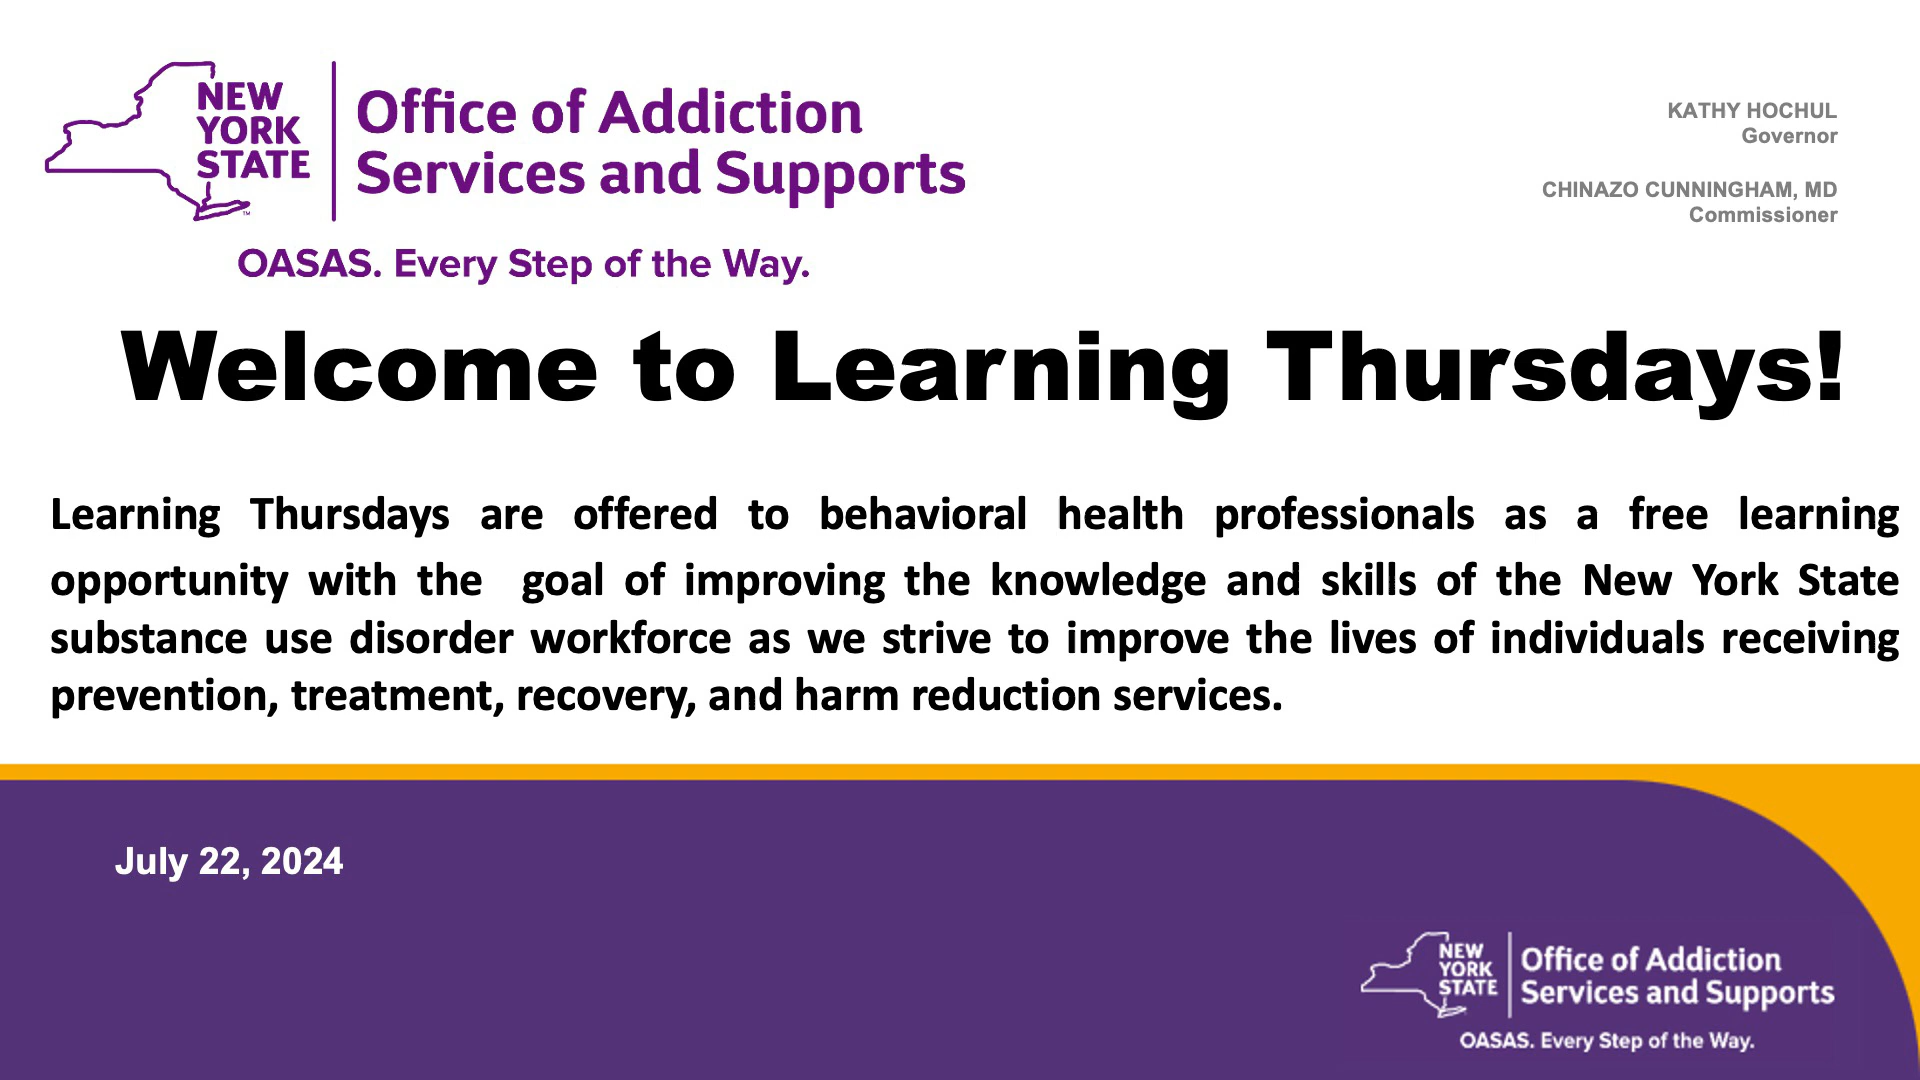 NEW
YORK
STATE
™
Office of Addiction
Services and Supports
OASAS. Every Step of the Way.
KATHY HOCHUL
Governor
CHINAZO CUNNINGHAM, MD
Commissioner
Welcome to Learning Thursdays!
Learning Thursdays are offered to behavioral health professionals as a free learning
opportunity with the goal of improving the knowledge and skills of the New York State
substance use disorder workforce as we strive to improve the lives of individuals receiving
prevention, treatment, recovery, and harm reduction services.
July 22, 2024
NEW
YORK
STATE
Office of Addiction
Services and Supports
OASAS. Every Step of the Way.